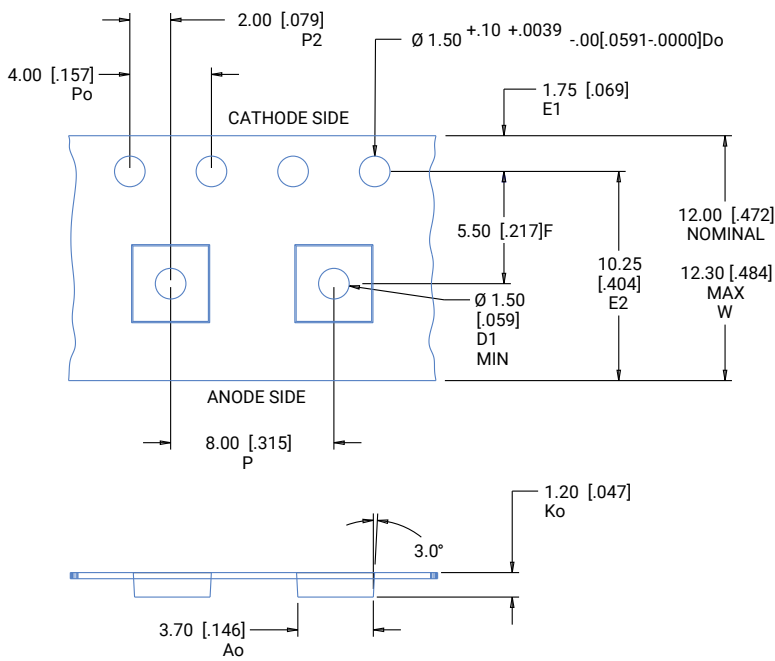 2.00 [.079]
P2
Ø 1.50 +.10 +.0039 -.00[.0591-.0000]Do
4.00 [.157]
Po
1.75 [.069]
E1
CATHODE SIDE
5.50 [.217]F
12.00 [.472]
NOMINAL
12.30 [.484]
MAX
W
10.25
[.404]
E2
Ø 1.50
[.059]
D1
MIN
ANODE SIDE
8.00 [.315]
P
1.20 [.047]
Ko
3.0°
3.70 [.146]
Ao